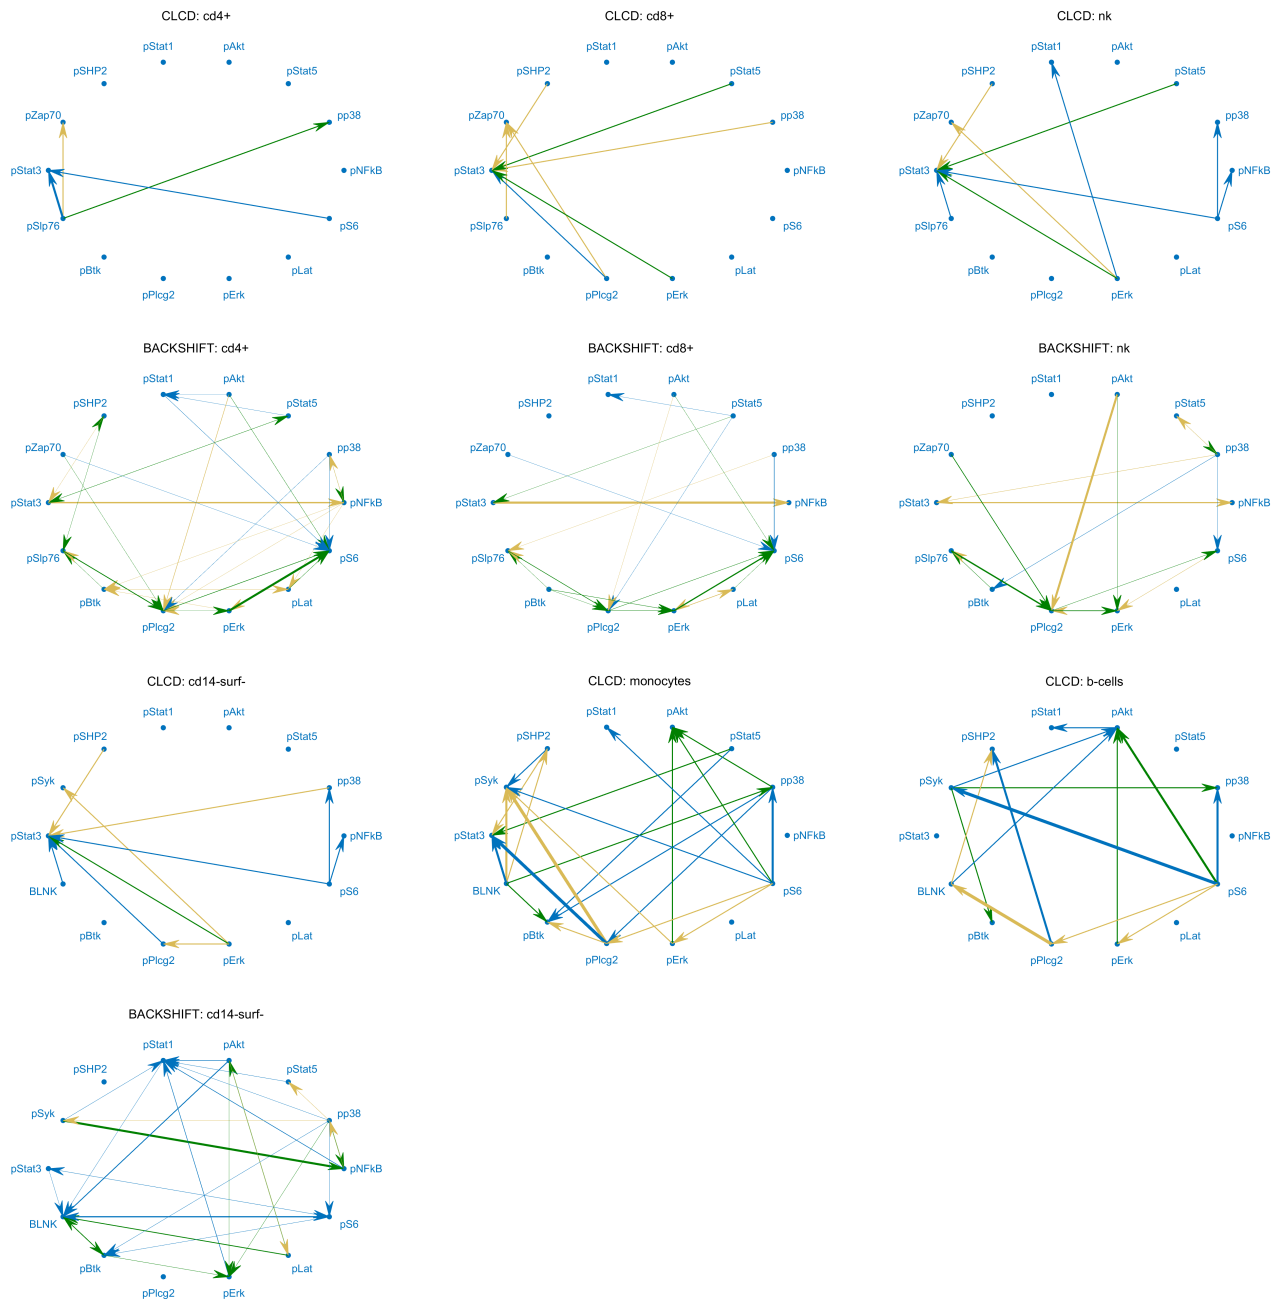 CLCD: cd4+
CLCD: cd8+
CLCD: nk
pStat1 pAkt
pSHP2 pStat5
pZap70 pp38
pStat3 pNFkB
pSlp76 pS6
pBtk pLat
pPlcg2 pErk
pStat1 pAkt
pSHP2 pStat5
pZap70 pp38
pStat3 pNFkB
pSlp76 pS6
pBtk pLat
pPlcg2 pErk
pStat1 pAkt
pSHP2 pStat5
pZap70 pp38
pStat3 pNFkB
pSlp76 pS6
pBtk pLat
pPlcg2 pErk
BACKSHIFT: cd4+
BACKSHIFT: cd8+
BACKSHIFT: nk
pStat1 pAkt
pSHP2 pStat5
pZap70 pp38
pStat3 pNFkB
pSlp76 pS6
pBtk pLat
pPlcg2 pErk
pStat1 pAkt
pSHP2 pStat5
pZap70 pp38
pStat3 pNFkB
pSlp76 pS6
pBtk pLat
pPlcg2 pErk
pStat1 pAkt
pSHP2 pStat5
pZap70 pp38
pStat3 pNFkB
pSlp76 pS6
pBtk pLat
pPlcg2 pErk
CLCD: cd14-surf-
CLCD: monocytes
CLCD: b-cells
pStat1 pAkt
pSHP2 pStat5
pSyk pp38
pStat3 pNFkB
BLNK pS6
pBtk pLat
pPlcg2 pErk
pStat1 pAkt
pSHP2 pStat5
pSyk pp38
pStat3 pNFkB
BLNK pS6
pBtk pLat
pPlcg2 pErk
pStat1 pAkt
pSHP2 pStat5
pSyk pp38
pStat3 pNFkB
BLNK pS6
pBtk pLat
pPlcg2 pErk
BACKSHIFT: cd14-surf-
pStat1 pAkt
pSHP2 pStat5
pSyk pp38
pStat3 pNFkB
BLNK pS6
pBtk pLat
pPlcg2 pErk